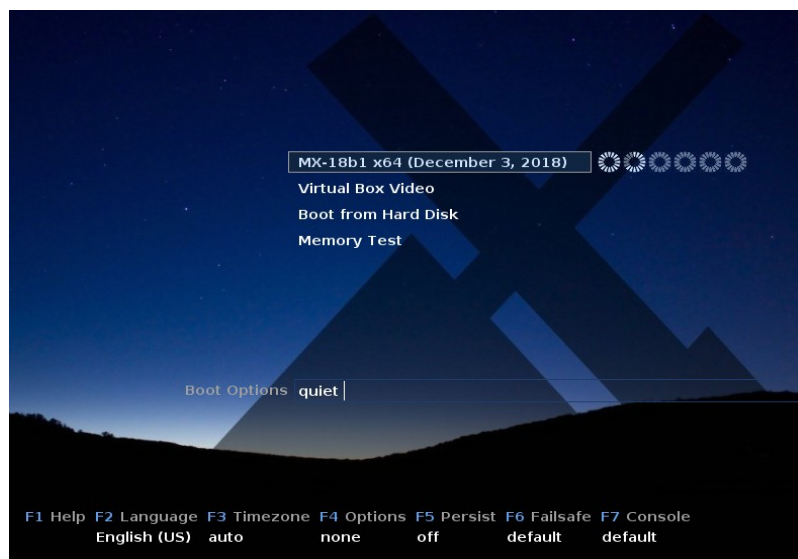 MX-18b1 x64 (December 3, 2018)
Virtual Box Video
Boot from Hard Disk
Memory Test
Boot Options quiet
F1 Help F2 Language F3 Timezone F4 Options F5 Persist F6 Failsafe F7 Console
English (US) auto none off default default